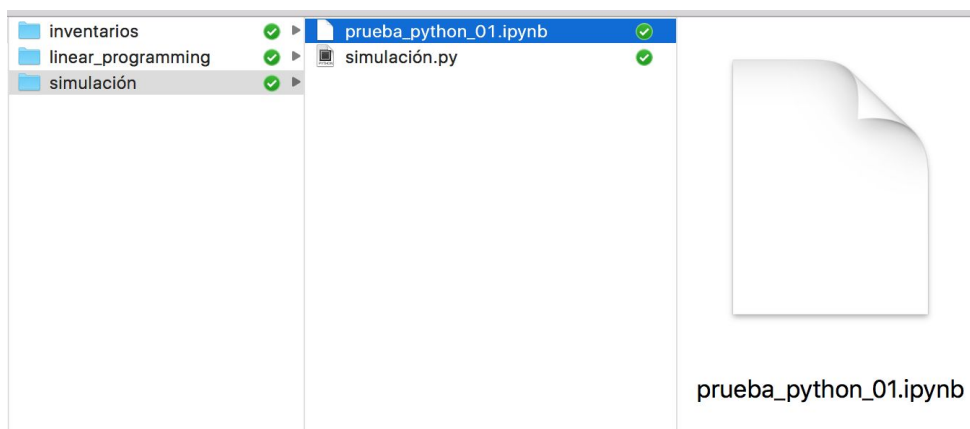 inventarios
linear_programming
simulación
prueba_python_01.ipynb
simulación.py
prueba_python_01.ipynb